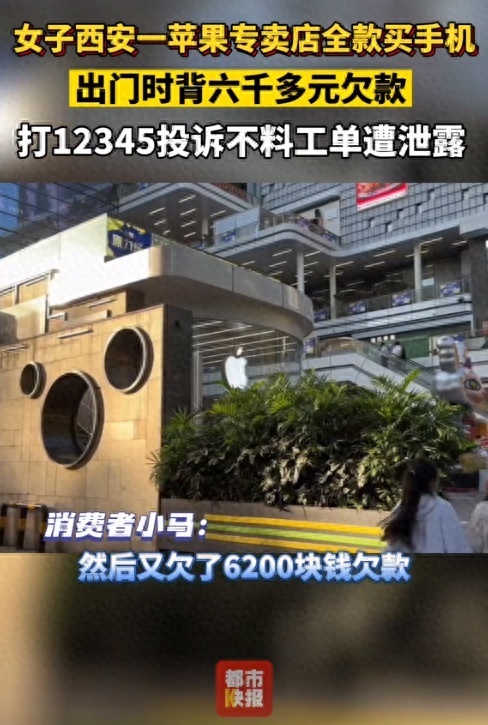 女子西安一苹果专卖店全款买手机
出门时背六千多元欠款
打12345投诉不料工单遭泄露
消费者小马：
然后又欠了6200块钱欠款
都市
快报